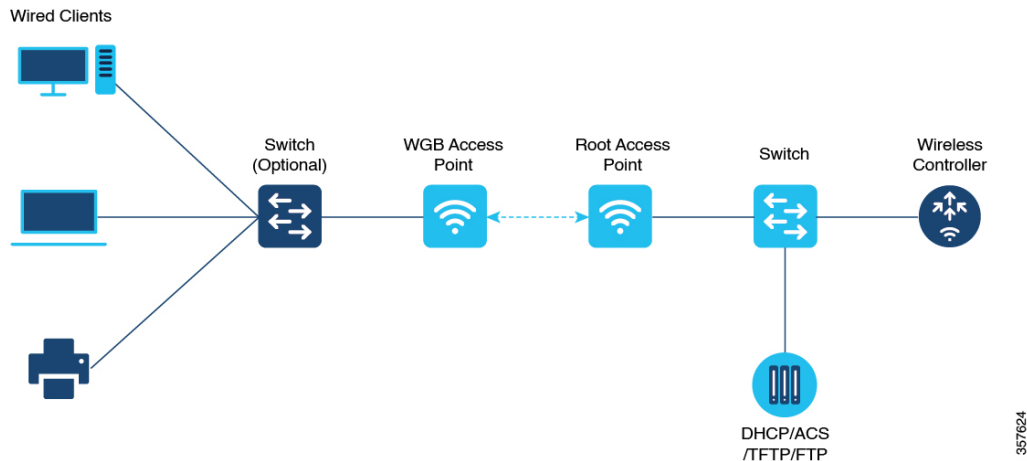 Wired Clients
Switch
(Optional)
WGB Access
Point
Root Access
Point
Switch
Wireless
Controller
DHCP/ACS
/TFTP/FTP
357624